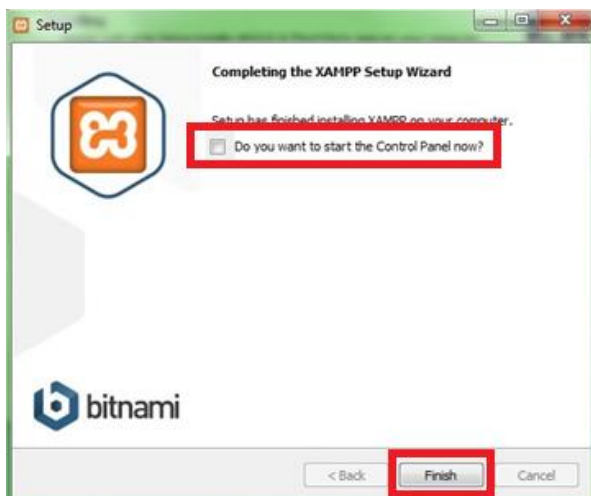 Setup
Completing the XAMPP Setup Wizard
Setup has finished installing XAMPP on your computer.
Do you want to start the Control Panel now?
bitnami
< Back
Finish
Cancel